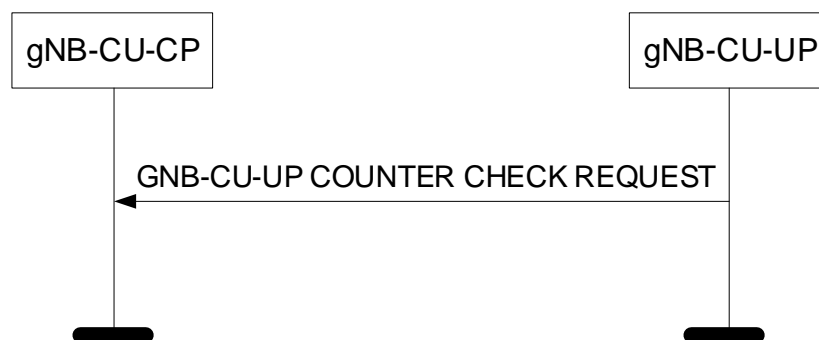 gNB-CU-CP
gNB-CU-UP
GNB-CU-UP COUNTER CHECK REQUEST